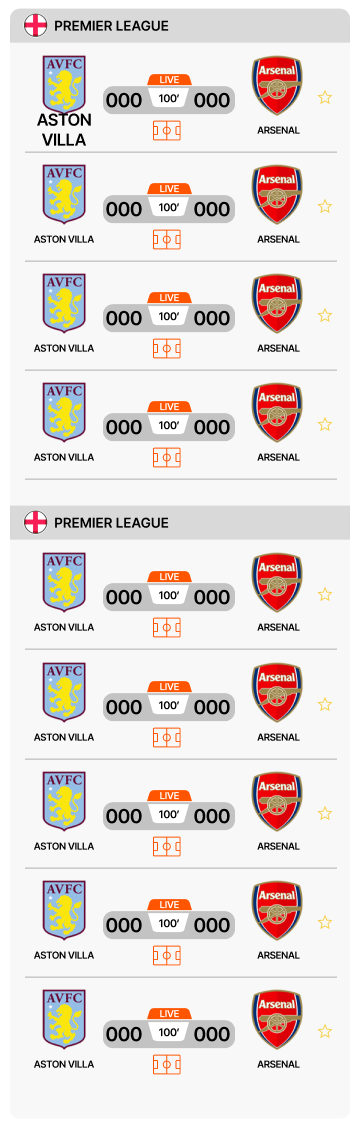 PREMIER LEAGUE
AVFC
LIVE
Arsenal
000 100’ 000
ASTON
VILLA
ARSENAL
AVFC
LIVE
Arsenal
000 100’ 000
ASTON VILLA
ARSENAL
AVFC
LIVE
Arsenal
000 100’ 000
ASTON VILLA
ARSENAL
AVFC
LIVE
Arsenal
000 100’ 000
ASTON VILLA
ARSENAL
PREMIER LEAGUE
AVFC
LIVE
Arsenal
000 100’ 000
ASTON VILLA
ARSENAL
AVFC
LIVE
Arsenal
000 100’ 000
ASTON VILLA
ARSENAL
AVFC
LIVE
Arsenal
000 100’ 000
ASTON VILLA
ARSENAL
AVFC
LIVE
Arsenal
000 100’ 000
ASTON VILLA
ARSENAL
AVFC
LIVE
Arsenal
000 100’ 000
ASTON VILLA
ARSENAL